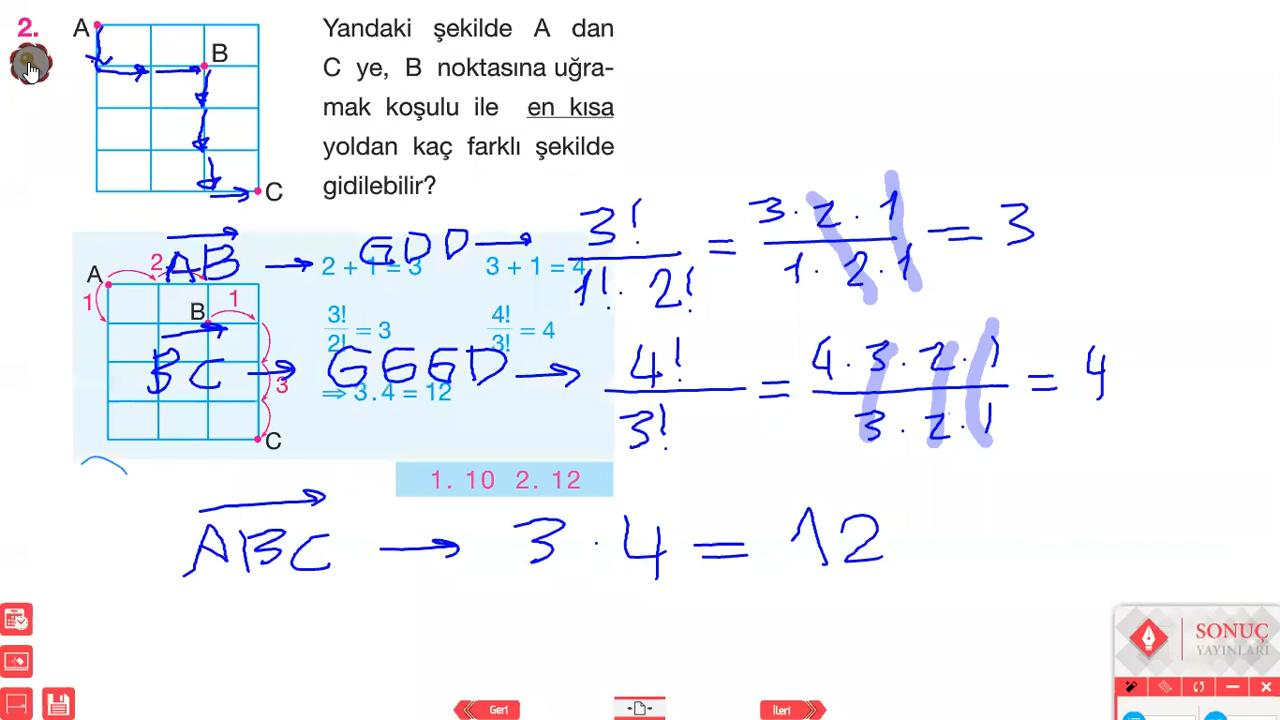 2.
A
B
C
Yandaki şekilde A dan
C ye, B noktasına uğra-
mak koşulu ile en kısa
yoldan kaç farklı şekilde
gidilebilir?
AB → GDD → 3! / 1! . 2! = 3 . 2 . 1 / 1 . 2 . 1 = 3
2 + 1 = 3
3 + 1 = 4
A
2
1
B
1
3
C
3! / 2! = 3
4! / 3! = 4
BC → GGGD → 4! / 3! = 4 . 3 . 2 . 1 / 3 . 2 . 1 = 4
⇒ 3 . 4 = 12
1. 10 2. 12
ABC → 3 . 4 = 12
SONUÇ
YAYINLARI
Geri
İleri